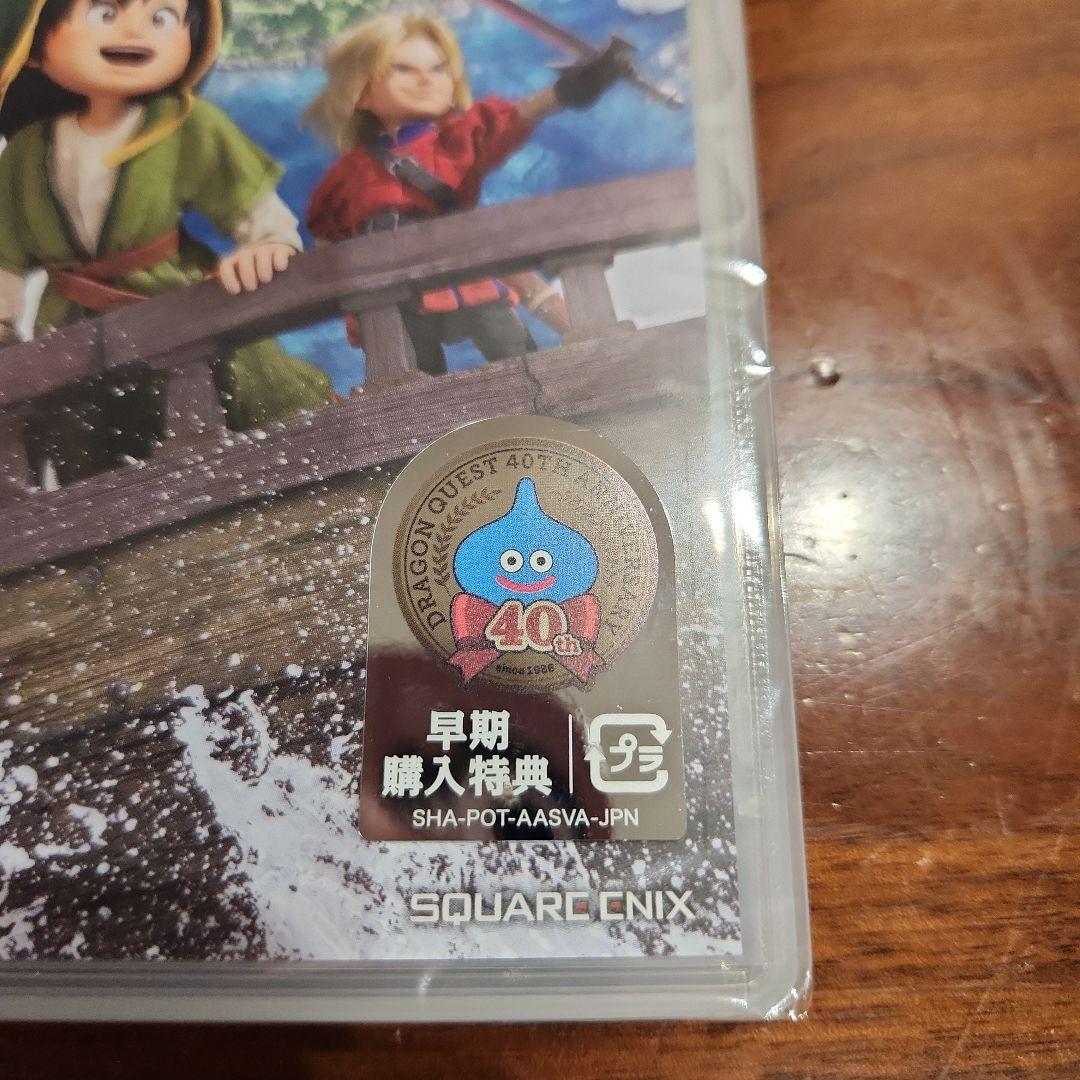 DRAGON QUEST 40TH ANNIVERSARY
40th
since 1986
早期
購入特典
プラ
SHA-POT-AASVA-JPN
SQUARE ENIX